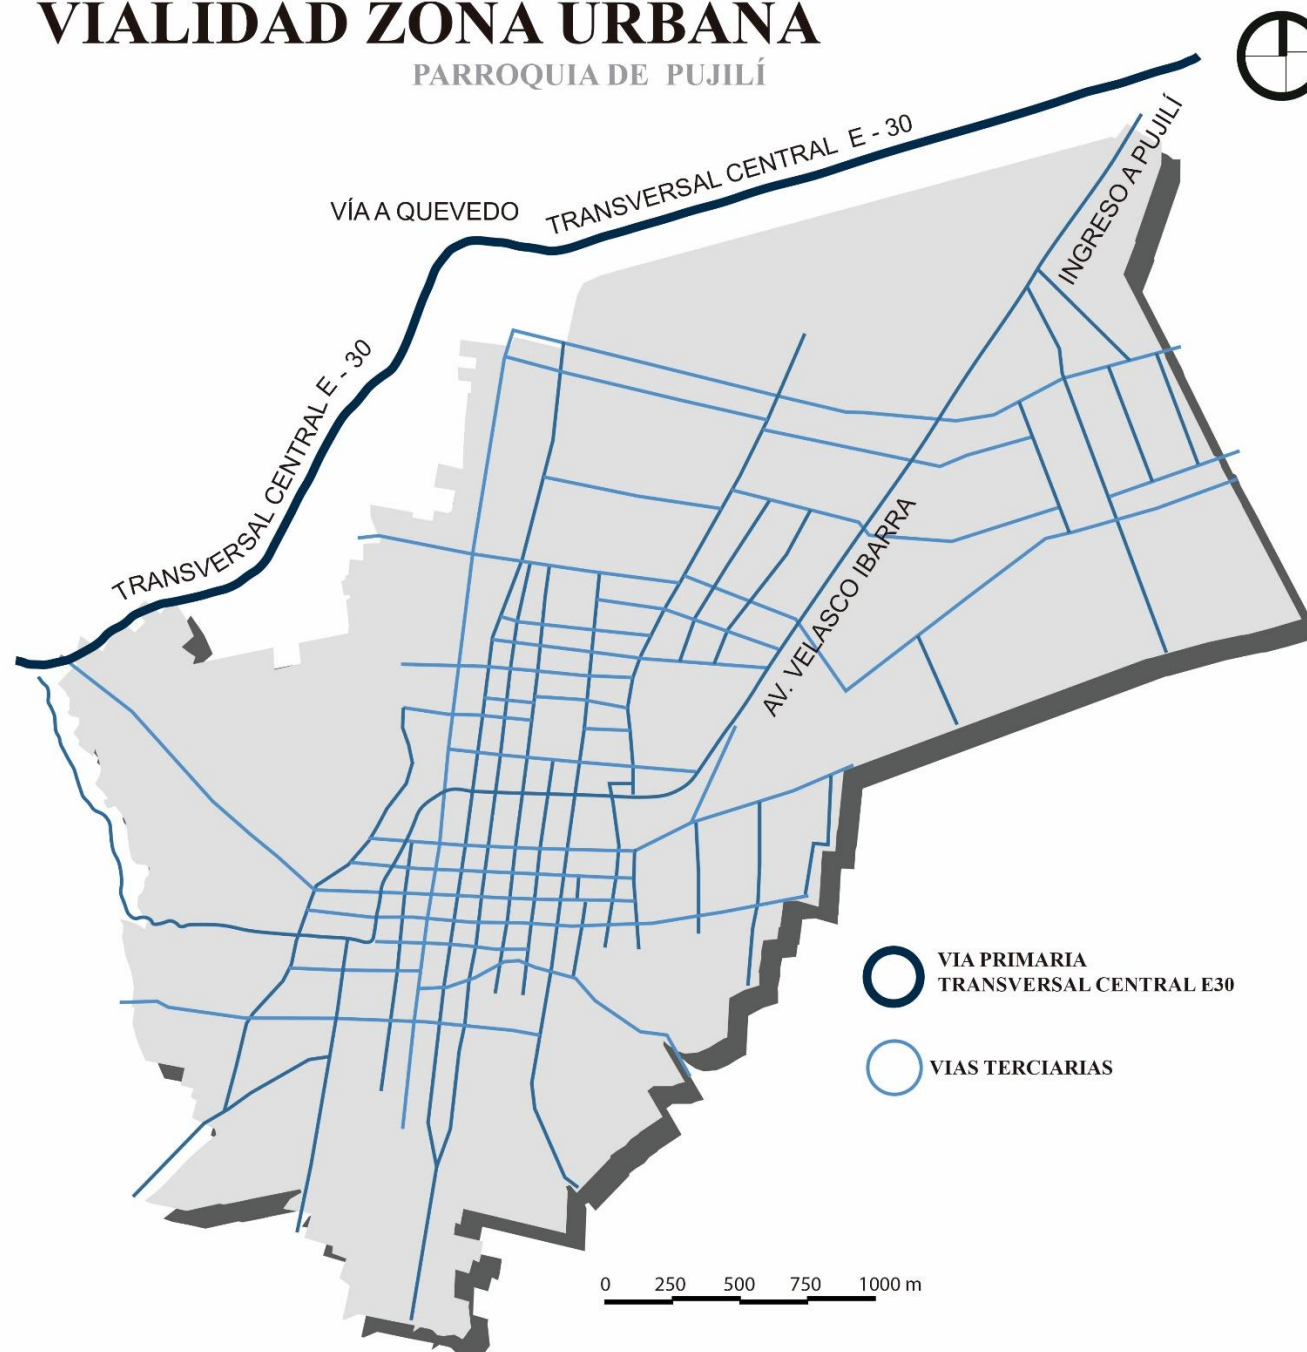 VIALIDAD ZONA URBANA
PARROQUIA DE PUJILÍ
INGRESO A PUJILÍ
TRANSVERSAL CENTRAL E - 30
VÍA A QUEVEDO
TRANSVERSAL CENTRAL E - 30
AV. VELASCO IBARRA
VIA PRIMARIA
TRANSVERSAL CENTRAL E30
VIAS TERCIARIAS
0 250 500 750 1000 m